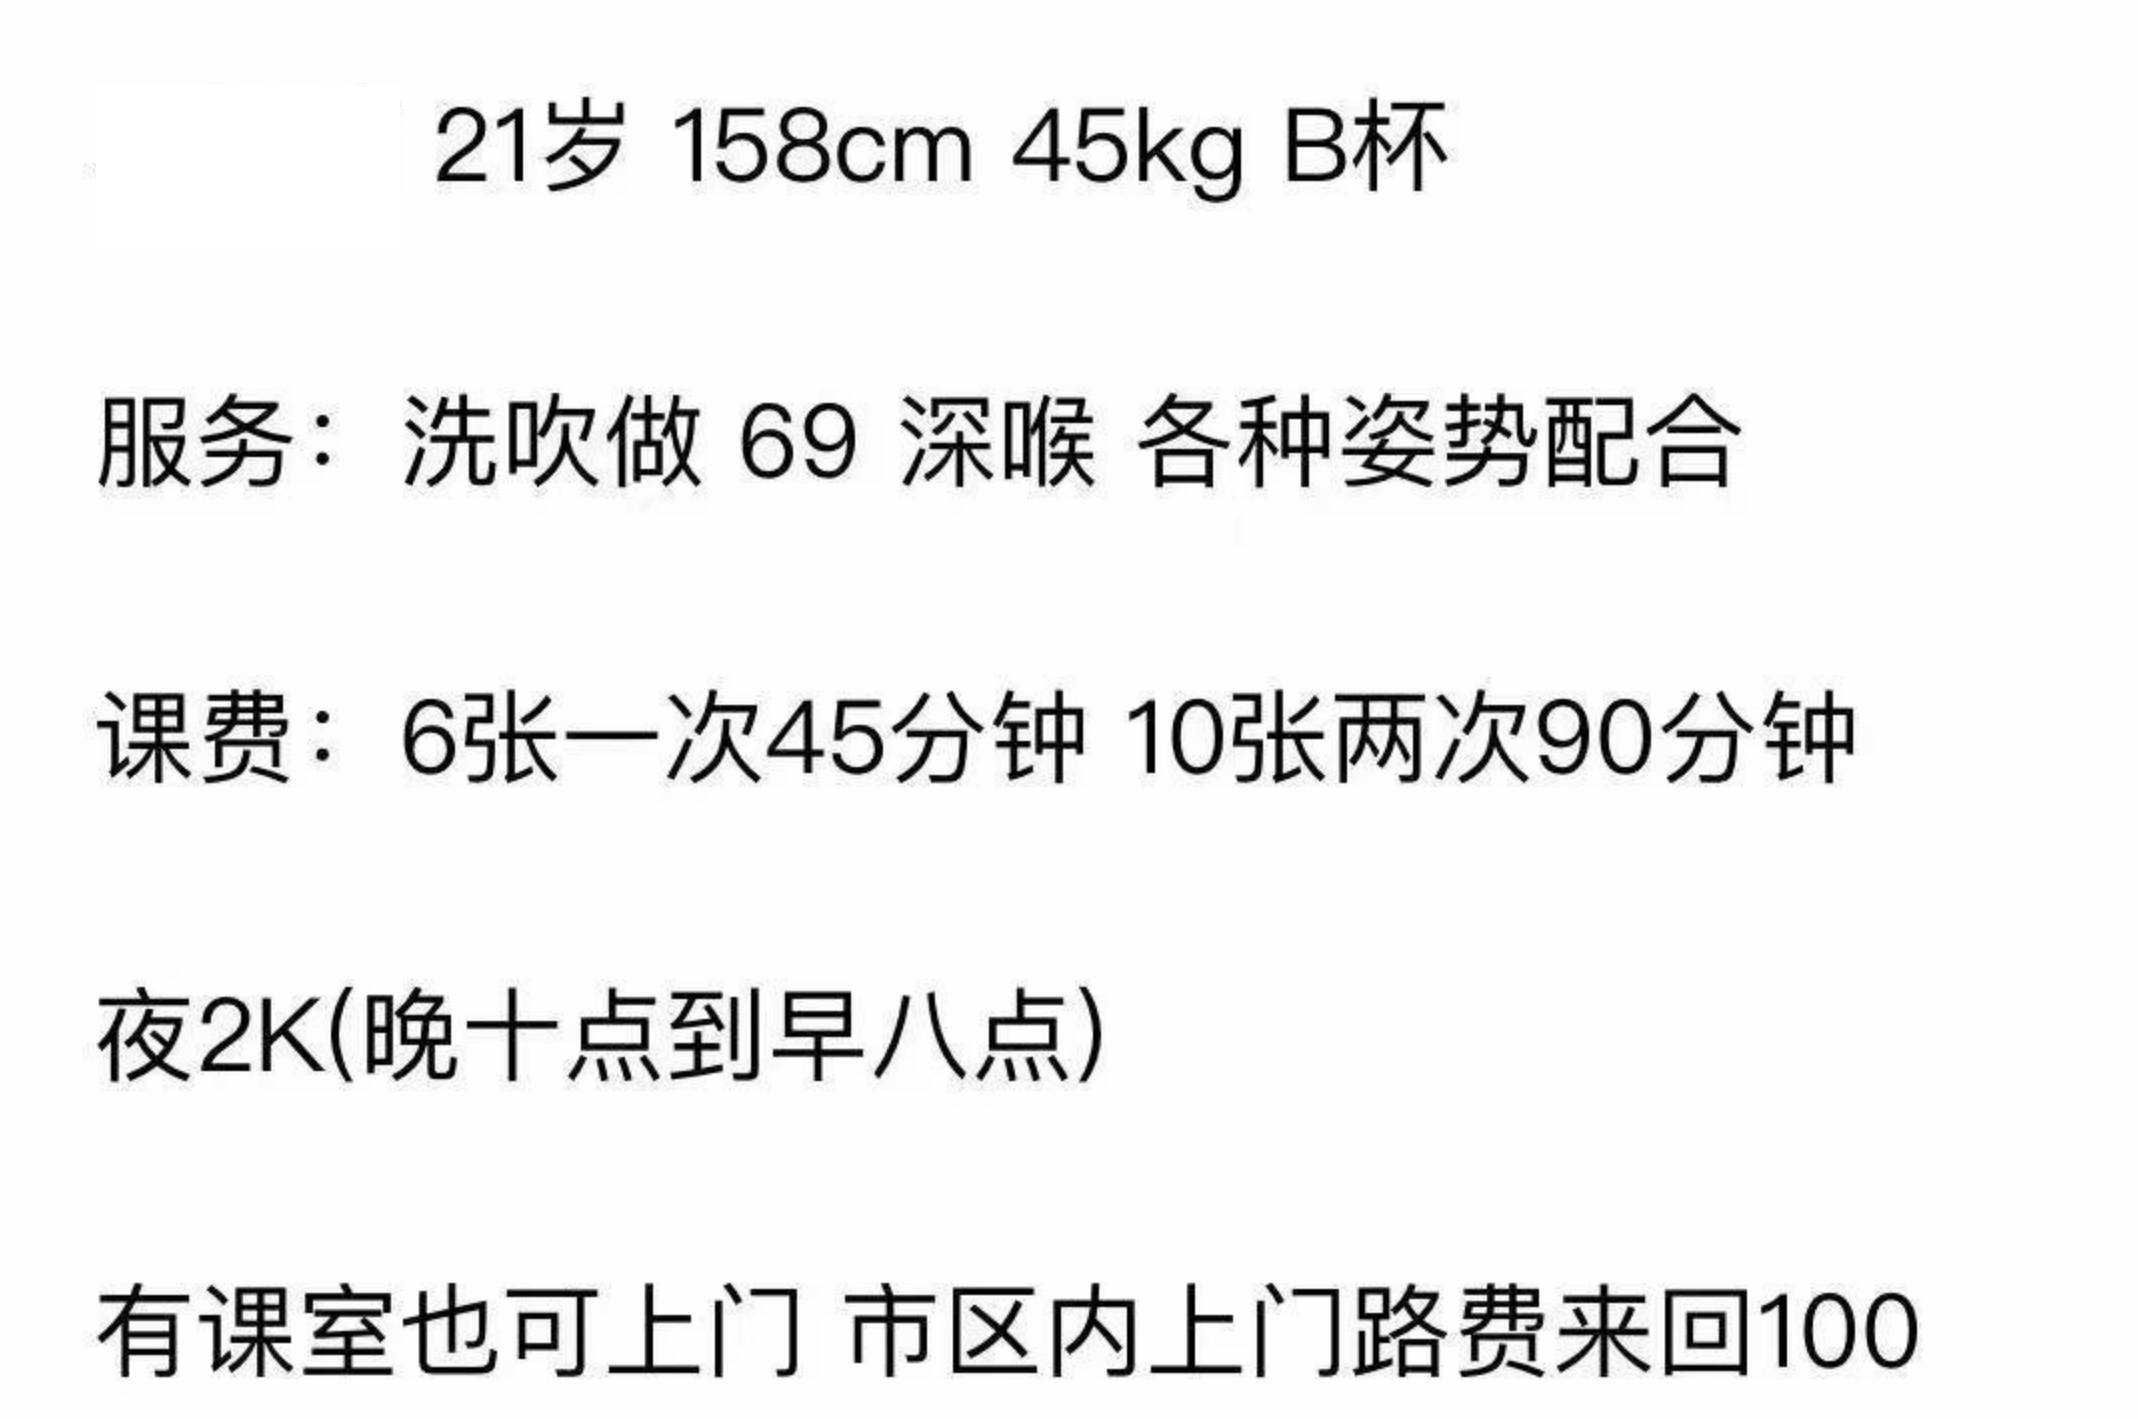 21岁 158cm 45kg B杯
服务：洗吹做 69 深喉 各种姿势配合
课费：6张一次45分钟 10张两次90分钟
夜2K(晚十点到早八点)
有课室也可上门 市区内上门路费来回100